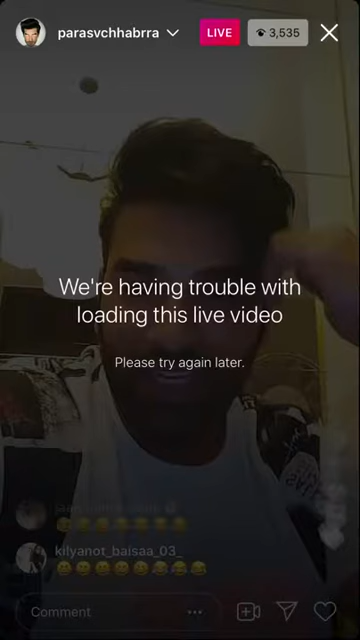 parasvchhabrra
LIVE
3,535
We're having trouble with
loading this live video
Please try again later.
kilyanot_baisaa_03_
Comment